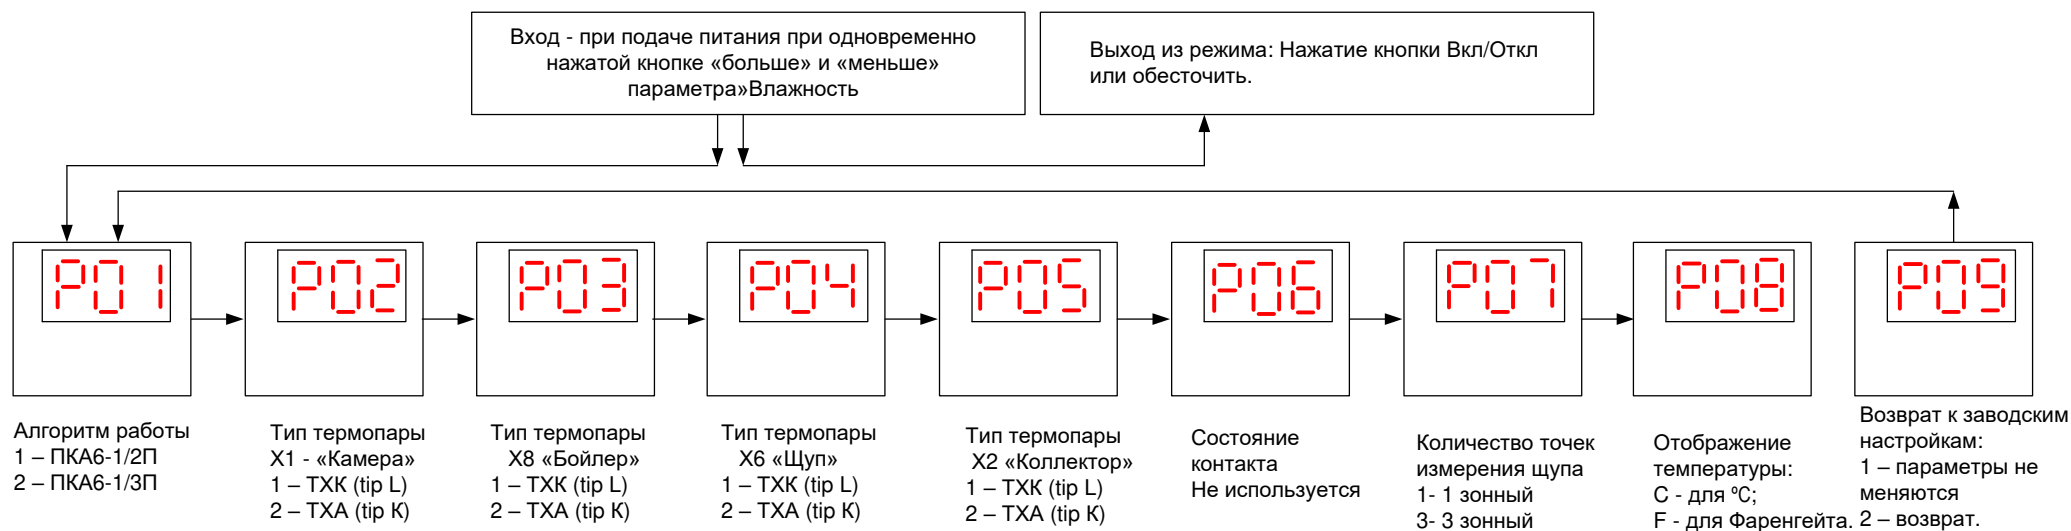 Вход - при подаче питания при одновременно
нажатой кнопке «больше» и «меньше»
параметра»Влажность
Выход из режима: Нажатие кнопки Вкл/Откл
или обесточить.
P01
P02
P03
P04
P05
P06
P07
P08
P09
Алгоритм работы
1 – ПКА6-1/2П
2 – ПКА6-1/3П
Тип термопары
X1 - «Камера»
1 – ТХК (tip L)
2 – ТХА (tip K)
Тип термопары
X8 «Бойлер»
1 – ТХК (tip L)
2 – ТХА (tip K)
Тип термопары
X6 «Щуп»
1 – ТХК (tip L)
2 – ТХА (tip K)
Тип термопары
X2 «Коллектор»
1 – ТХК (tip L)
2 – ТХА (tip K)
Состояние
контакта
Не используется
Количество точек
измерения щупа
1- 1 зонный
3- 3 зонный
Отображение
температуры:
C - для ℃;
F - для Фаренгейта.
Возврат к заводским
настройкам:
1 – параметры не
меняются
2 – возврат.